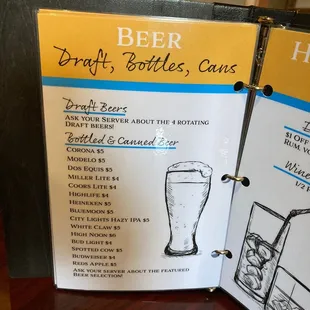 BEER
Draft, Bottles, Cans
Draft Beers
ASK YOUR SERVER ABOUT THE 4 ROTATING
DRAFT BEERS!
Bottled & Canned Beer
CORONA $5
MODELO $5
DOS EQUIS $5
MILLER LITE $4
COORS LITE $4
HIGHLIFE $4
HEINEKEN $5
BLUEMOON $5
CITY LIGHTS HAZY IPA $5
WHITE CLAW $5
HIGH NOON $6
BUD LIGHT $4
SPOTTED COW $5
BUDWEISER $4
REDS APPLE $5
ASK YOUR SERVER ABOUT THE FEATURED
BEER SELECTION!
H
$1 OFF
RUM, VO
Wine
1/2 P